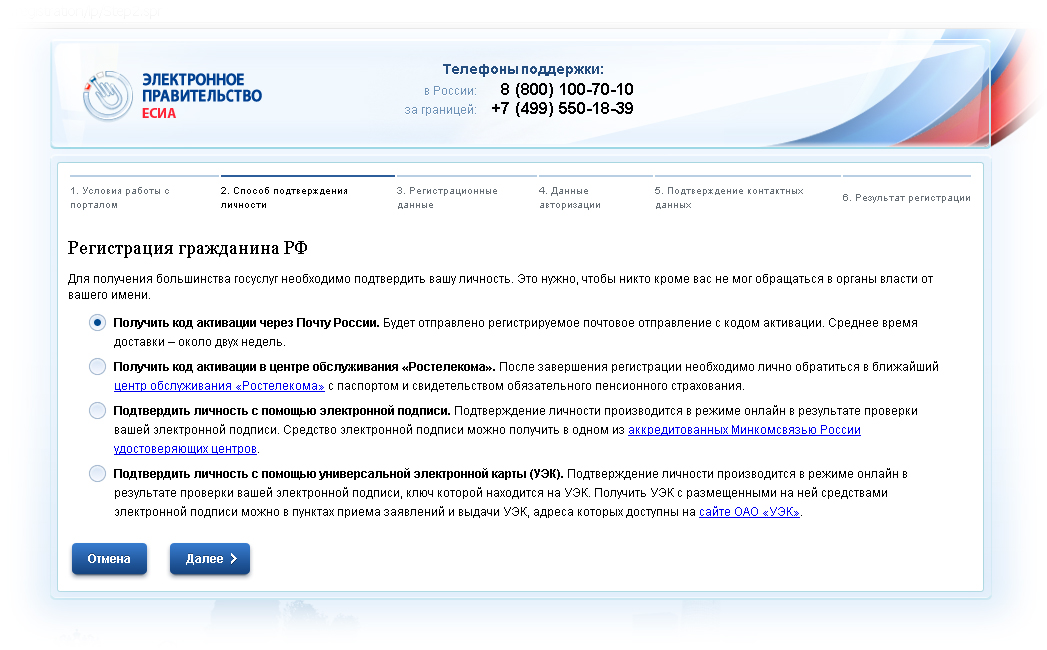 ЭЛЕКТРОННОЕ
ПРАВИТЕЛЬСТВО
ЕСИА
Телефоны поддержки:
в России: 8 (800) 100-70-10
за границей: +7 (499) 550-18-39
1. Условия работы с
порталом
2. Способ подтверждения
личности
3. Регистрационные
данные
4. Данные
авторизации
5. Подтверждение контактных
данных
6. Результат регистрации
Регистрация гражданина РФ
Для получения большинства госуслуг необходимо подтвердить вашу личность. Это нужно, чтобы никто кроме вас не мог обращаться в органы власти от
вашего имени.
Получить код активации через Почту России. Будет отправлено регистрируемое почтовое отправление с кодом активации. Среднее время
доставки – около двух недель.
Получить код активации в центре обслуживания «Ростелекома». После завершения регистрации необходимо лично обратиться в ближайший
центр обслуживания «Ростелекома» с паспортом и свидетельством обязательного пенсионного страхования.
Подтвердить личность с помощью электронной подписи. Подтверждение личности производится в режиме онлайн в результате проверки
вашей электронной подписи. Средство электронной подписи можно получить в одном из аккредитованных Минкомсвязью России
удостоверяющих центров.
Подтвердить личность с помощью универсальной электронной карты (УЭК). Подтверждение личности производится в режиме онлайн в
результате проверки вашей электронной подписи, ключ которой находится на УЭК. Получить УЭК с размещенными на ней средствами
электронной подписи можно в пунктах приема заявлений и выдачи УЭК, адреса которых доступны на сайте ОАО «УЭК».
Отмена
Далее